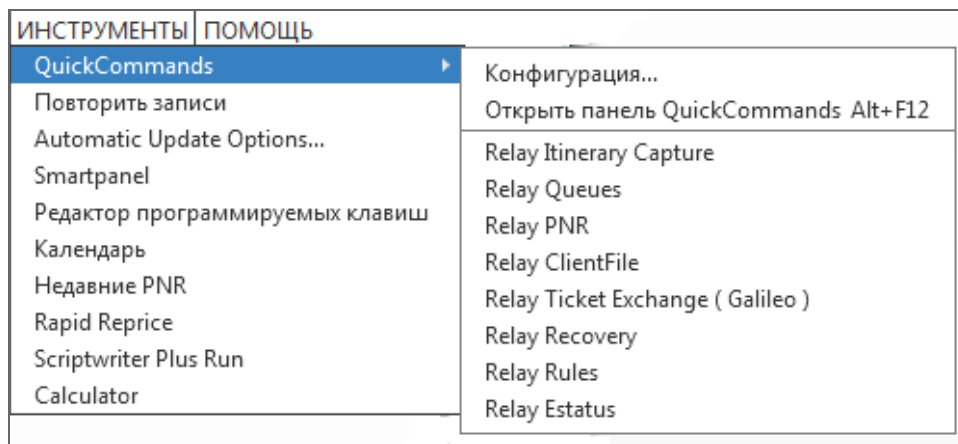 ИНСТРУМЕНТЫ ПОМОЩЬ
QuickCommands
Повторить записи
Automatic Update Options...
Smartpanel
Редактор программируемых клавиш
Календарь
Недавние PNR
Rapid Reprice
Scriptwriter Plus Run
Calculator
Конфигурация...
Открыть панель QuickCommands Alt+F12
Relay Itinerary Capture
Relay Queues
Relay PNR
Relay ClientFile
Relay Ticket Exchange ( Galileo )
Relay Recovery
Relay Rules
Relay Estatus